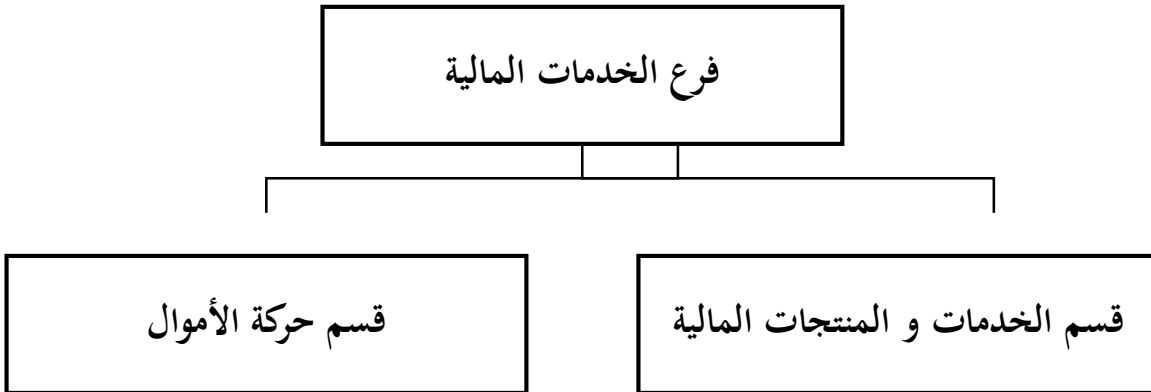 فرع الخدمات المالية
قسم الخدمات و المنتجات المالية
قسم حركة الأموال